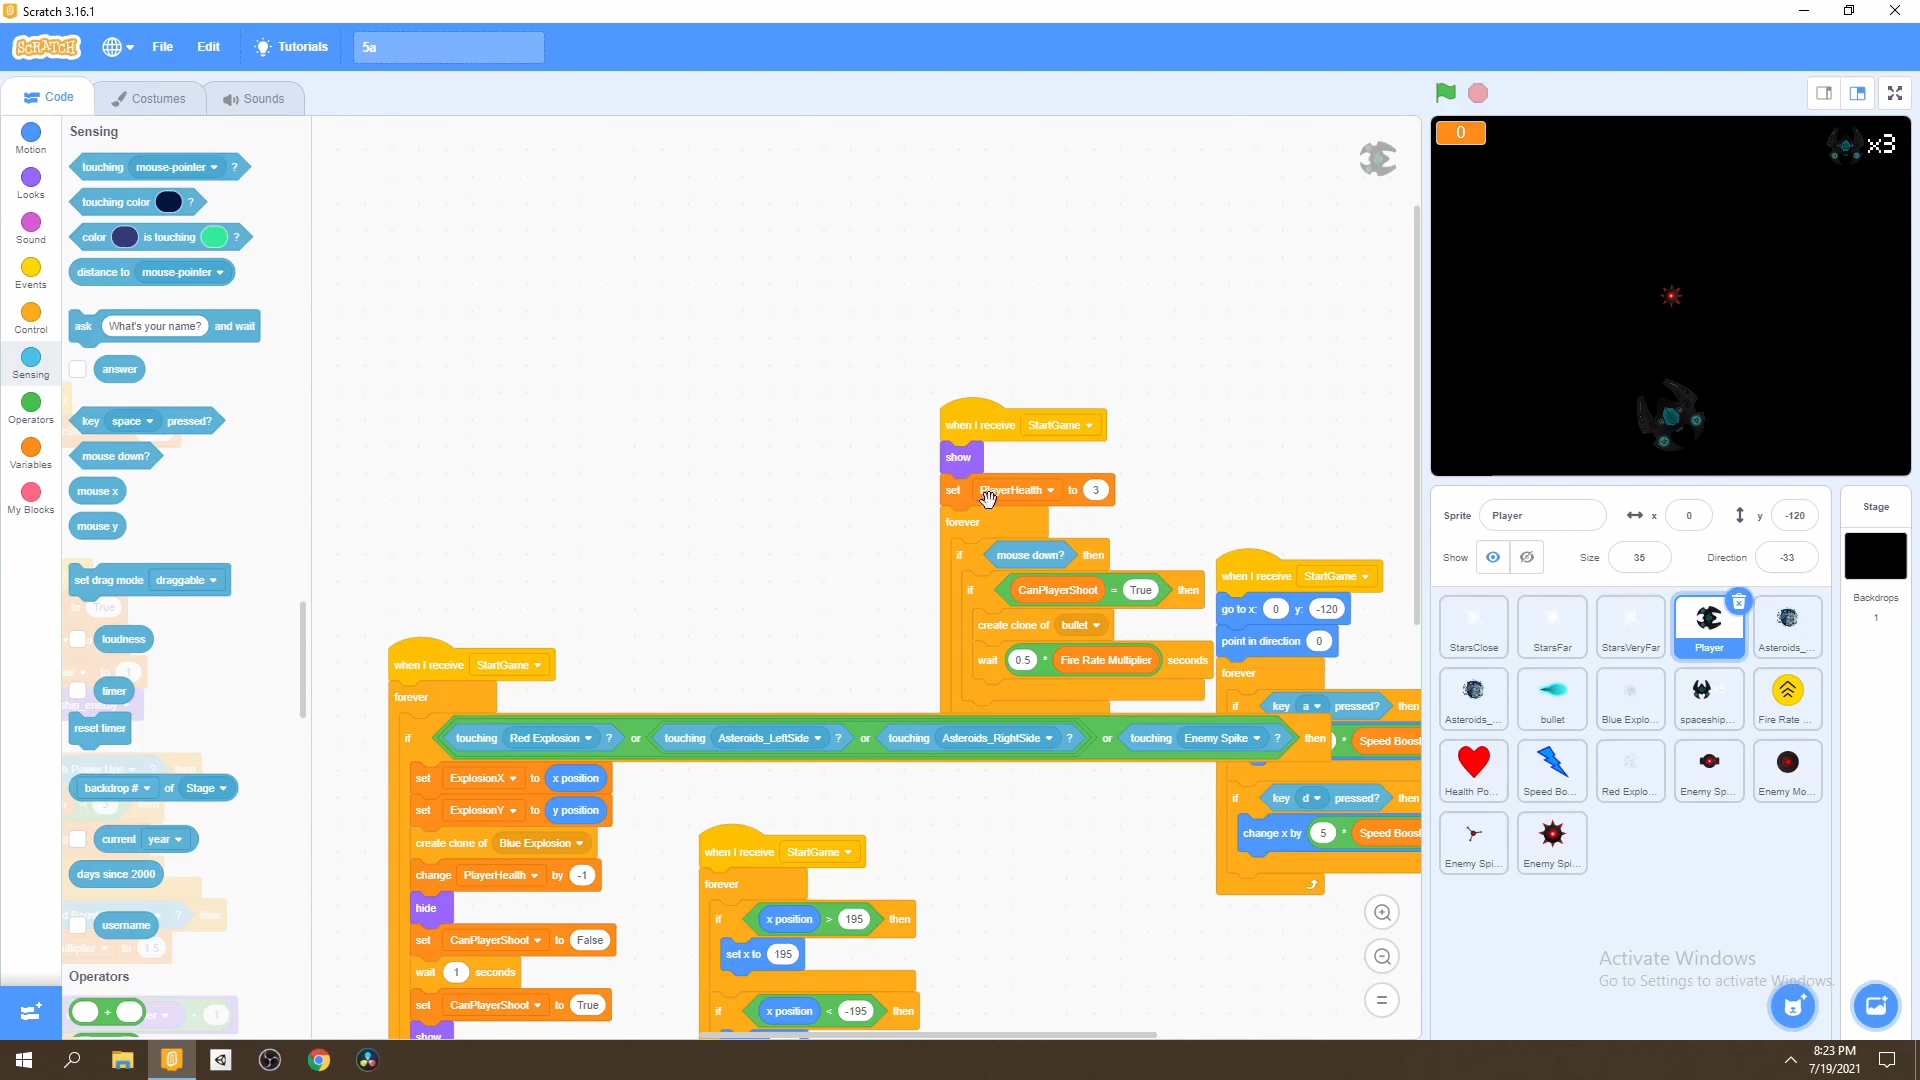 Scratch 3.16.1
SCRATCH
File
Edit
Tutorials
5a
Code
Costumes
Sounds
Motion
Looks
Sound
Events
Control
Sensing
Operators
Variables
My Blocks
Sensing
touching mouse-pointer ?
touching color ?
color is touching ?
distance to mouse-pointer
ask What's your name? and wait
answer
key space pressed?
mouse down?
mouse x
mouse y
set drag mode draggable
loudness
timer
reset timer
backdrop # of Stage
current year
days since 2000
username
Operators
+
when I receive StartGame
show
set PlayerHealth to 3
forever
if mouse down? then
if CanPlayerShoot = True then
create clone of bullet
wait 0.5 * Fire Rate Multiplier seconds
when I receive StartGame
go to x: 0 y: -120
point in direction 0
forever
if key a pressed? then
* Speed Boost
if key d pressed? then
change x by 5 * Speed Boost
when I receive StartGame
forever
if touching Red Explosion ? or touching Asteroids_LeftSide ? or touching Asteroids_RightSide ? or touching Enemy Spike ? then
set ExplosionX to x position
set ExplosionY to y position
create clone of Blue Explosion
change PlayerHealth by -1
hide
set CanPlayerShoot to False
wait 1 seconds
set CanPlayerShoot to True
show
when I receive StartGame
forever
if x position > 195 then
set x to 195
if x position < -195 then
0
x3
Sprite Player x 0 y -120
Show Size 35 Direction -33
StarsClose
StarsFar
StarsVeryFar
Player
Asteroids_...
Asteroids_...
bullet
Blue Explo...
spaceship...
Fire Rate ...
Health Po...
Speed Bo...
Red Explo...
Enemy Sp...
Enemy Mo...
Enemy Spi...
Enemy Spi...
Stage
Backdrops
1
Activate Windows
Go to Settings to activate Windows.
8:23 PM
7/19/2021